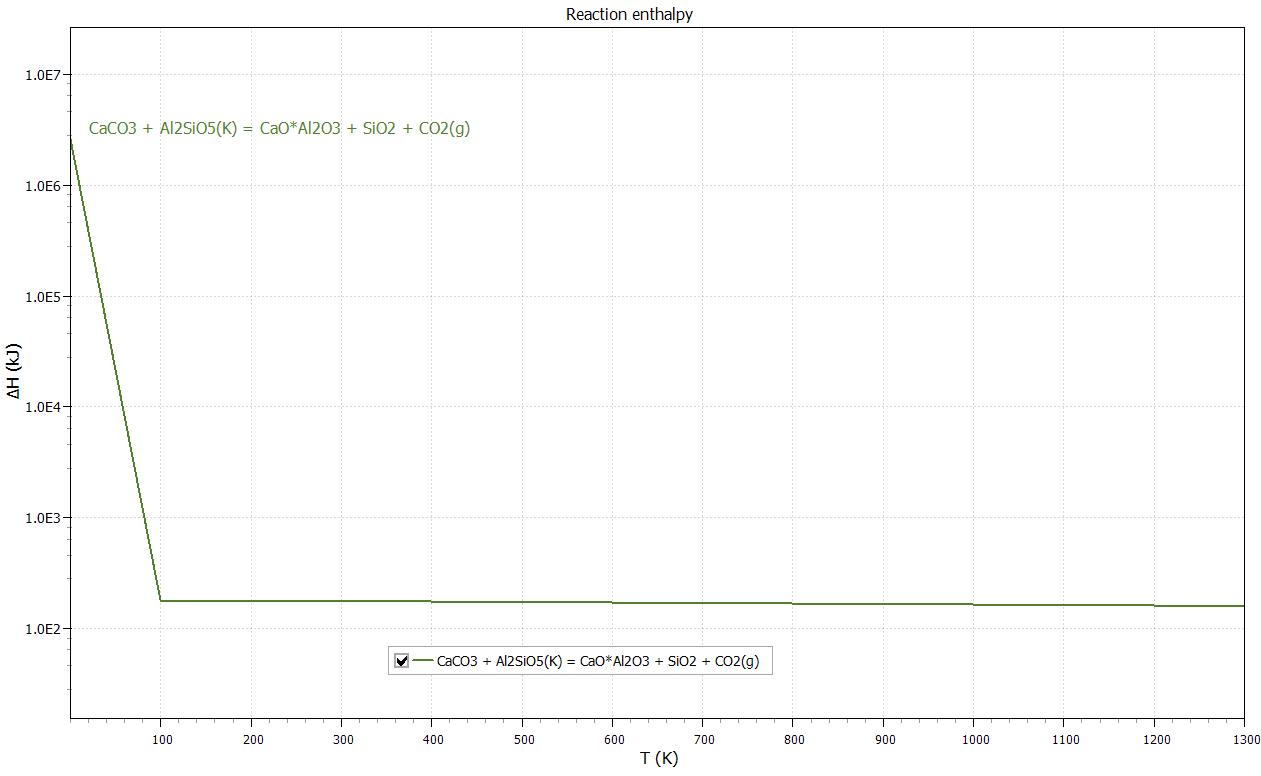 Reaction enthalpy
1.0E7
CaCO3 + Al2SiO5(K) = CaO*Al2O3 + SiO2 + CO2(g)
1.0E6
1.0E5
ΔH (kJ)
1.0E4
1.0E3
1.0E2
CaCO3 + Al2SiO5(K) = CaO*Al2O3 + SiO2 + CO2(g)
100 200 300 400 500 600 700 800 900 1000 1100 1200 1300
T (K)